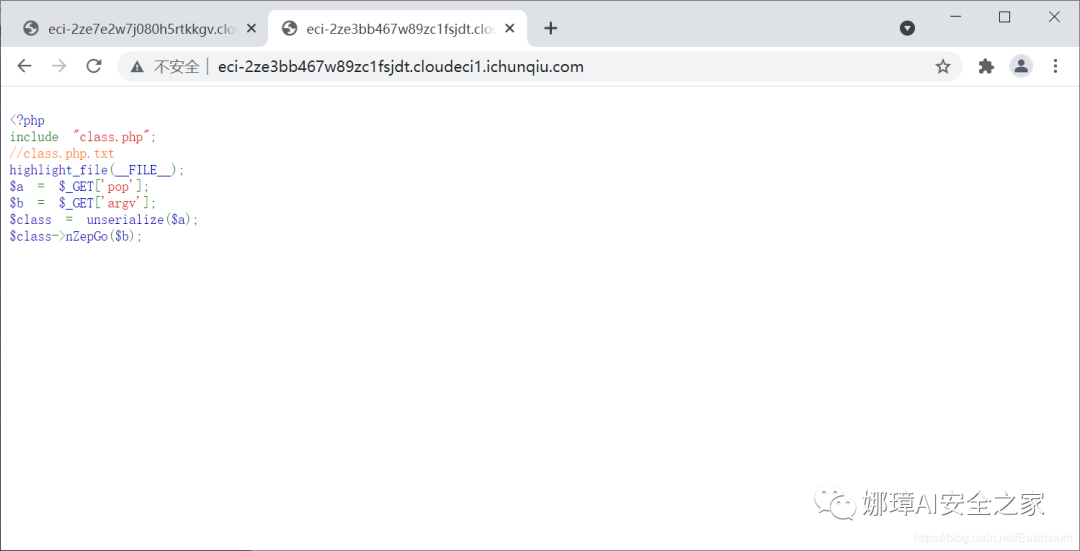 eci-2ze7e2w7j080h5rtkkgv.clo
eci-2ze3bb467w89zc1fsjdt.clou
不安全
eci-2ze3bb467w89zc1fsjdt.cloudeci1.ichunqiu.com
<?php
include "class.php";
//class.php.txt
highlight_file(__FILE__);
$a = $_GET['pop'];
$b = $_GET['argv'];
$class = unserialize($a);
$class->nZepGo($b);
娜璋AI安全之家
https://blog.csdn.net/Eastmount